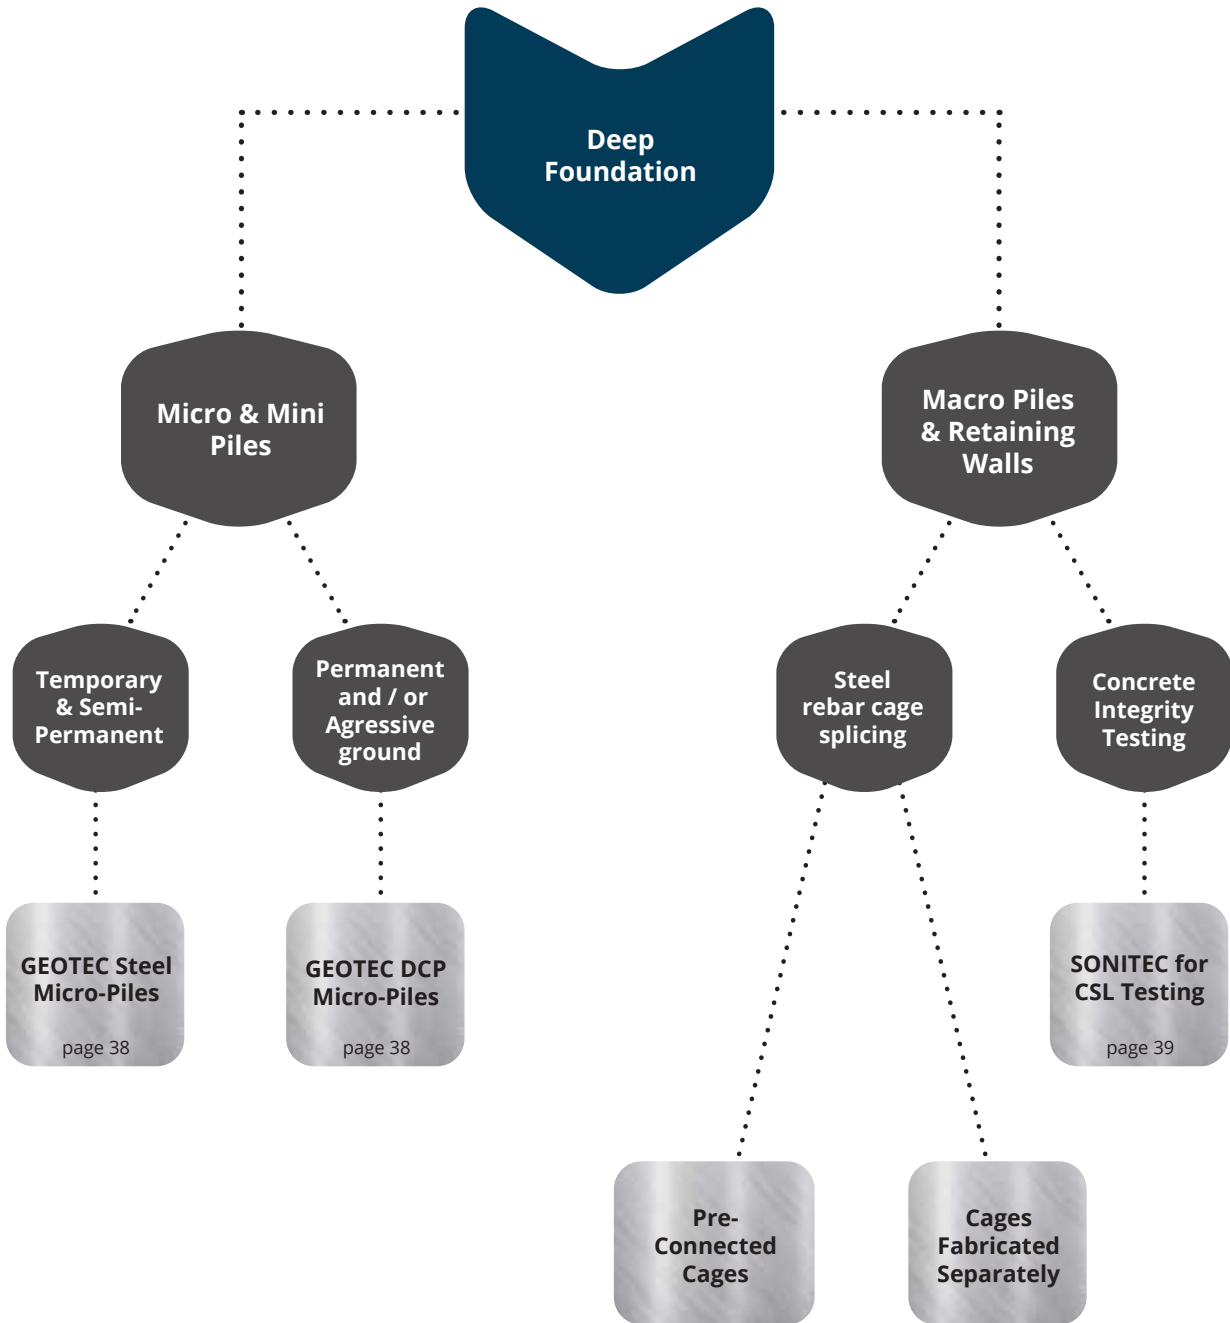 Deep
Foundation
Micro & Mini
Piles
Macro Piles
& Retaining
Walls
Temporary
& Semi-
Permanent
Permanent
and / or
Agressive
ground
Steel
rebar cage
splicing
Concrete
Integrity
Testing
GEOTEC Steel
Micro-Piles
page 38
GEOTEC DCP
Micro-Piles
page 38
SONITEC for
CSL Testing
page 39
Pre-
Connected
Cages
Cages
Fabricated
Separately